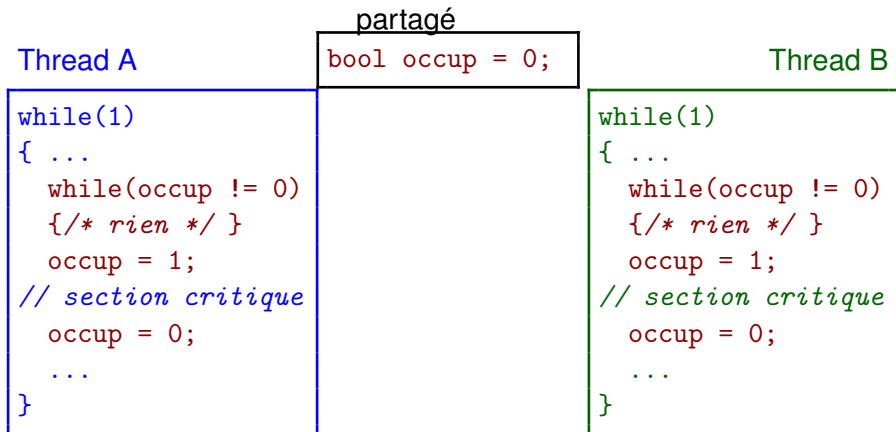 partagé
bool occup = 0;
Thread A
while(1)
{ ...
while(occup != 0)
{/* rien */ }
occup = 1;
// section critique
occup = 0;
...
}
Thread B
while(1)
{ ...
while(occup != 0)
{/* rien */ }
occup = 1;
// section critique
occup = 0;
...
}